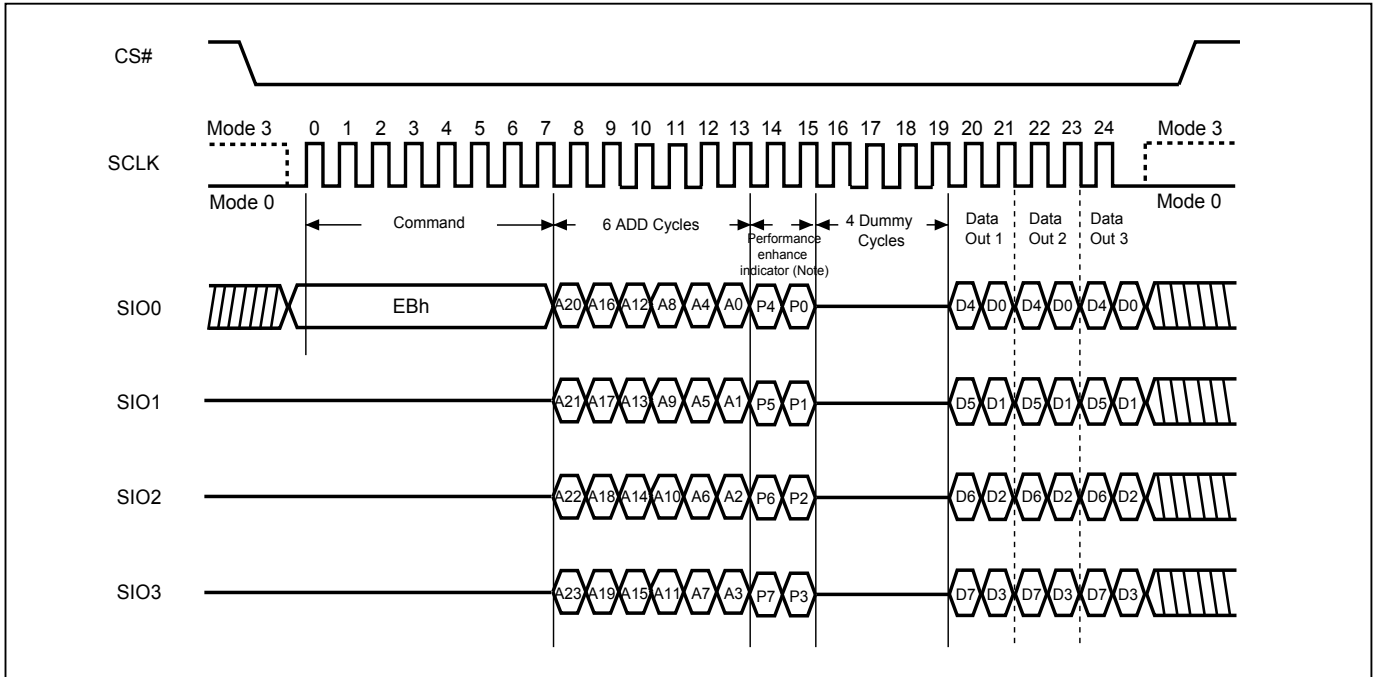 CS#
Mode 3 0 1 2 3 4 5 6 7 8 9 10 11 12 13 14 15 16 17 18 19 20 21 22 23 24 Mode 3
SCLK
Mode 0 Mode 0
Command 6 ADD Cycles Performance enhance indicator (Note) 4 Dummy Cycles Data Out 1 Data Out 2 Data Out 3
SIO0 EBh A20 A16 A12 A8 A4 A0 P4 P0 D4 D0 D4 D0 D4 D0
SIO1 A21 A17 A13 A9 A5 A1 P5 P1 D5 D1 D5 D1 D5 D1
SIO2 A22 A18 A14 A10 A6 A2 P6 P2 D6 D2 D6 D2 D6 D2
SIO3 A23 A19 A15 A11 A7 A3 P7 P3 D7 D3 D7 D3 D7 D3